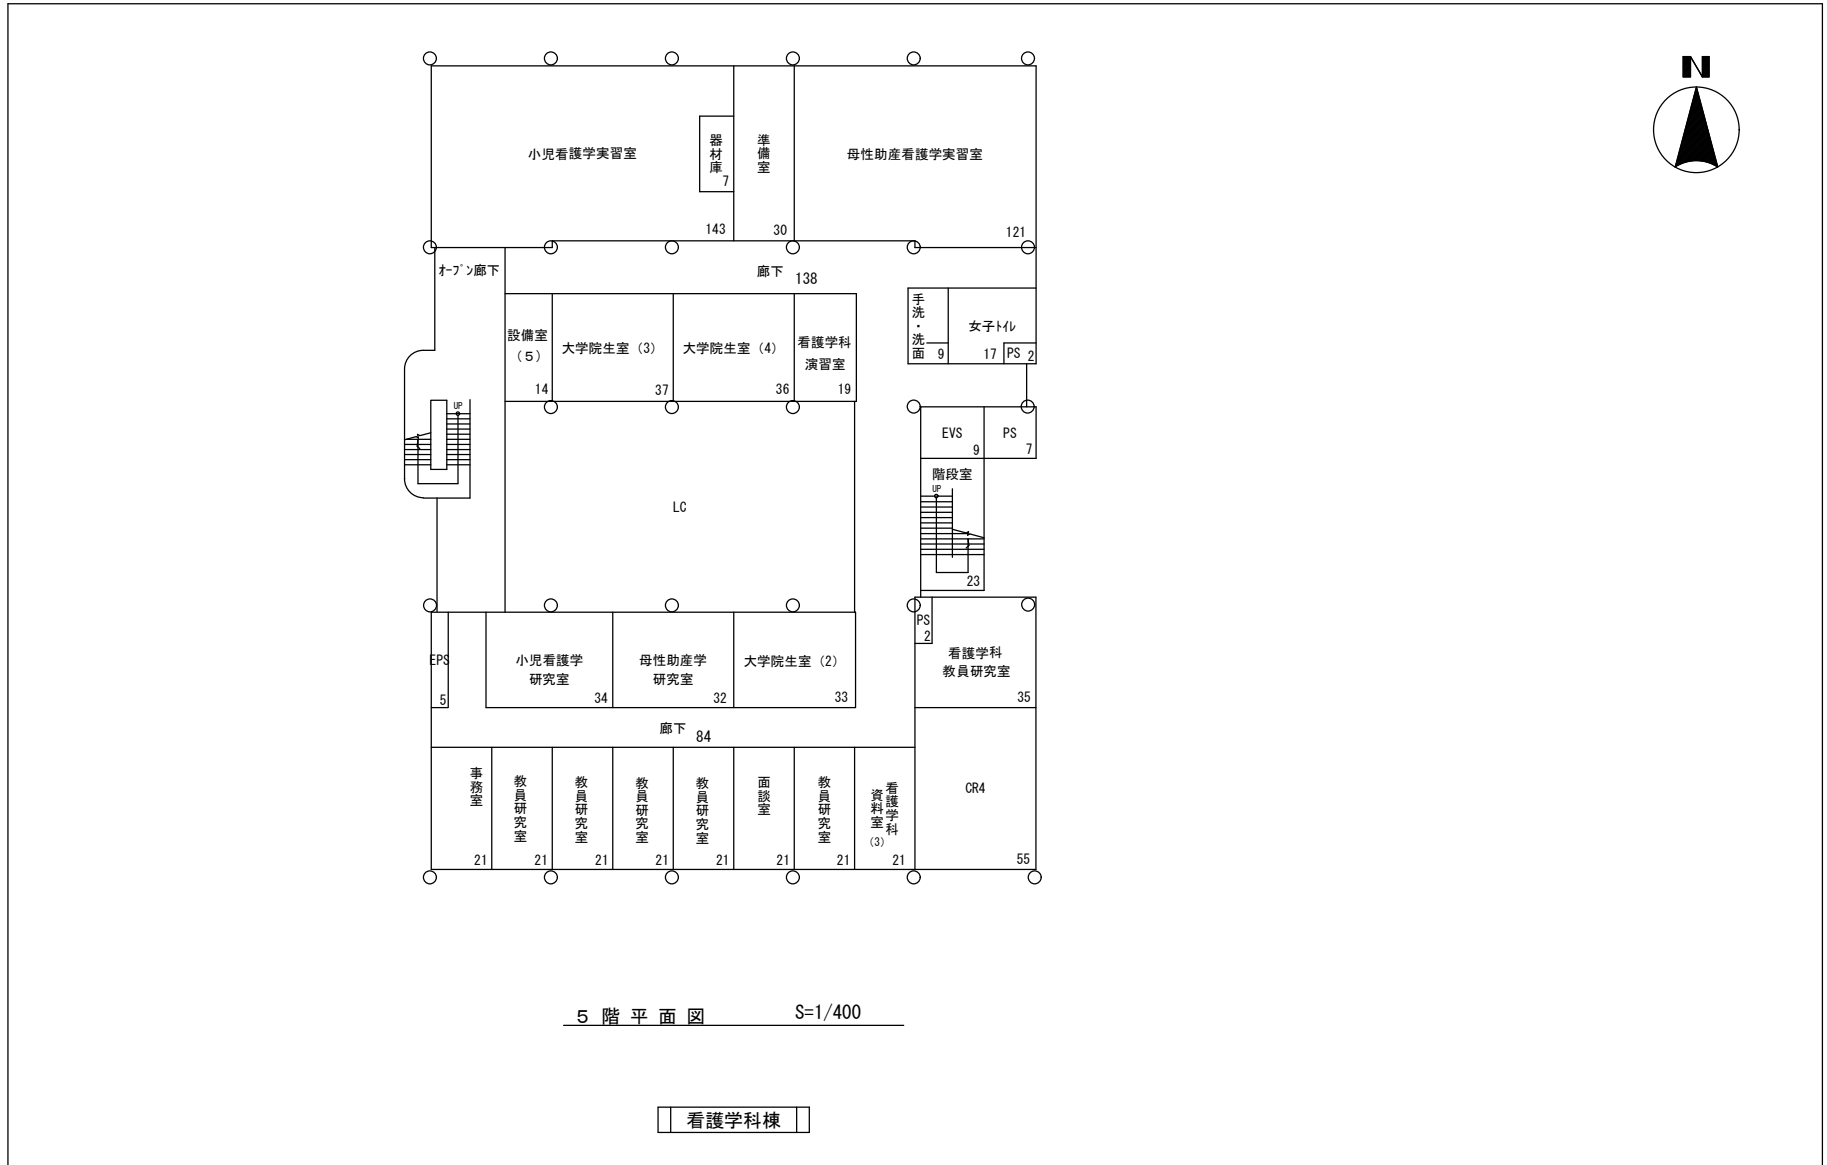 N
小児看護学実習室
143
器材庫
7
準備室
30
母性助産看護学実習室
121
ｵｰﾌﾟﾝ廊下
廊下 138
設備室
（５）
14
大学院生室（3）
37
大学院生室（4）
36
看護学科
演習室
19
手洗・洗面
9
女子ﾄｲﾚ
17
PS 2
UP
EVS
9
PS
7
階段室
UP
23
LC
EPS
5
小児看護学
研究室
34
母性助産学
研究室
32
大学院生室（2）
33
PS
2
看護学科
教員研究室
35
廊下 84
事務室
21
教員研究室
21
教員研究室
21
教員研究室
21
教員研究室
21
面談室
21
教員研究室
21
看護学科
資料室(3)
21
CR4
55
５階平面図 S=1/400
看護学科棟